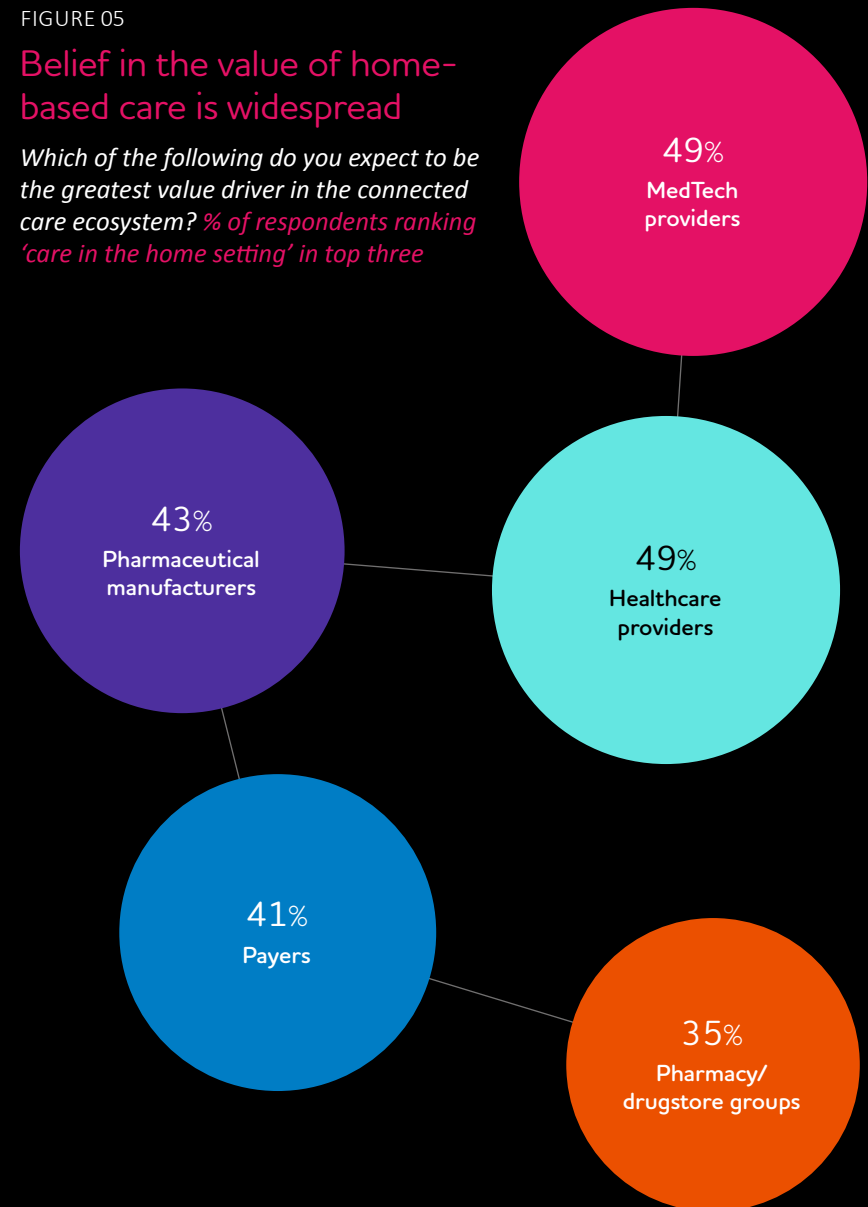 FIGURE 05
Belief in the value of home-
based care is widespread
Which of the following do you expect to be
the greatest value driver in the connected
care ecosystem? % of respondents ranking
‘care in the home setting’ in top three
49%
MedTech
providers
43%
Pharmaceutical
manufacturers
49%
Healthcare
providers
41%
Payers
35%
Pharmacy/
drugstore groups